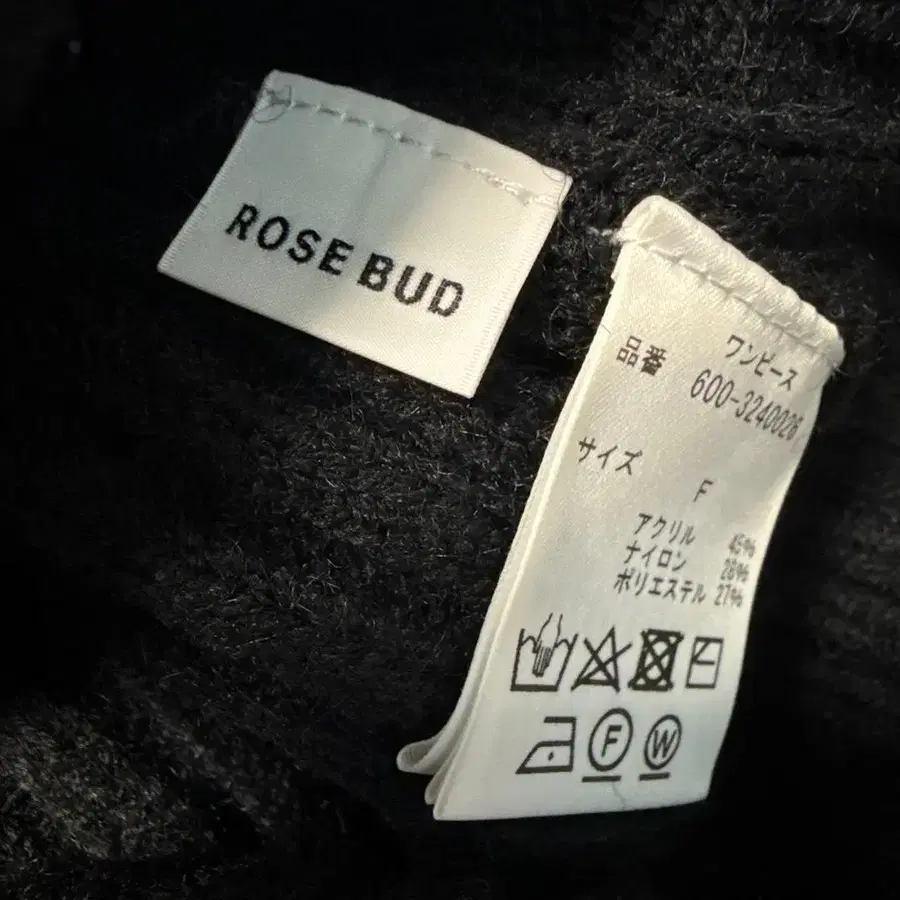 ROSE BUD
ワンピース
品番 600-3240026
サイズ
F
アクリル 45%
ナイロン 28%
ポリエステル 27%
F W